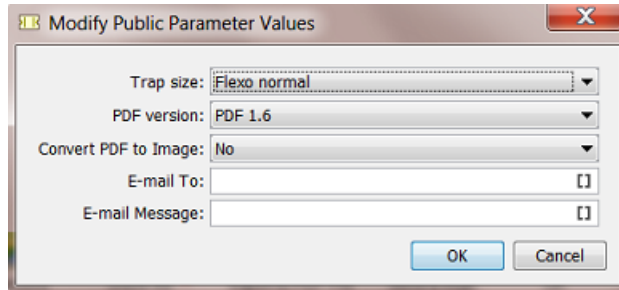 Modify Public Parameter Values
X
Trap size: Flexo normal
PDF version: PDF 1.6
Convert PDF to Image: No
E-mail To: []
E-mail Message: []
OK Cancel